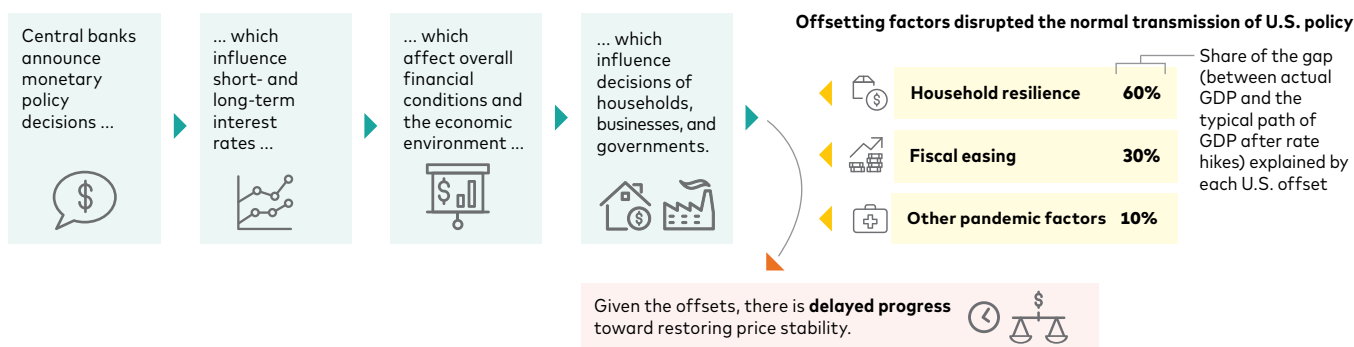 Central banks
announce
monetary
policy
decisions ...
... which
influence
short- and
long-term
interest
rates ...
... which
affect overall
financial
conditions and
the economic
environment ...
... which
influence
decisions of
households,
businesses, and
governments.
Offsetting factors disrupted the normal transmission of U.S. policy
Household resilience 60%
Fiscal easing 30%
Other pandemic factors 10%
Share of the gap
(between actual
GDP and the
typical path of
GDP after rate
hikes) explained by
each U.S. offset
Given the offsets, there is delayed progress
toward restoring price stability.